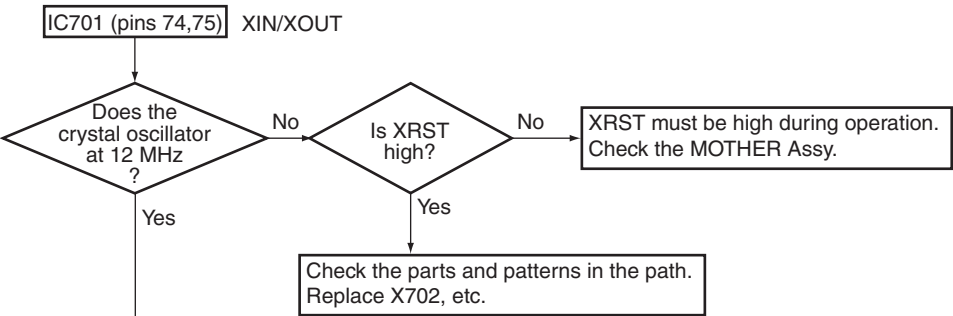 IC701 (pins 74,75) XIN/XOUT
Does the
crystal oscillator
at 12 MHz
?
No
Is XRST
high?
No
XRST must be high during operation.
Check the MOTHER Assy.
Yes
Yes
Check the parts and patterns in the path.
Replace X702, etc.